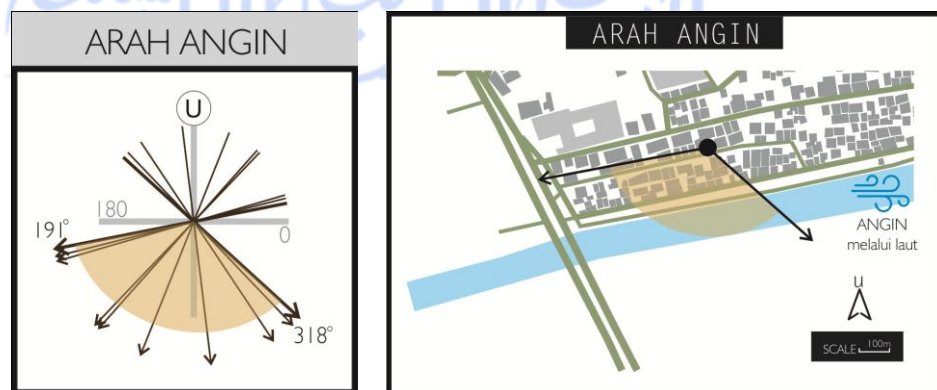 ARAH ANGIN
U
180
0
191°
318°
ARAH ANGIN
ANGIN
melalui laut
u
SCALE 100m